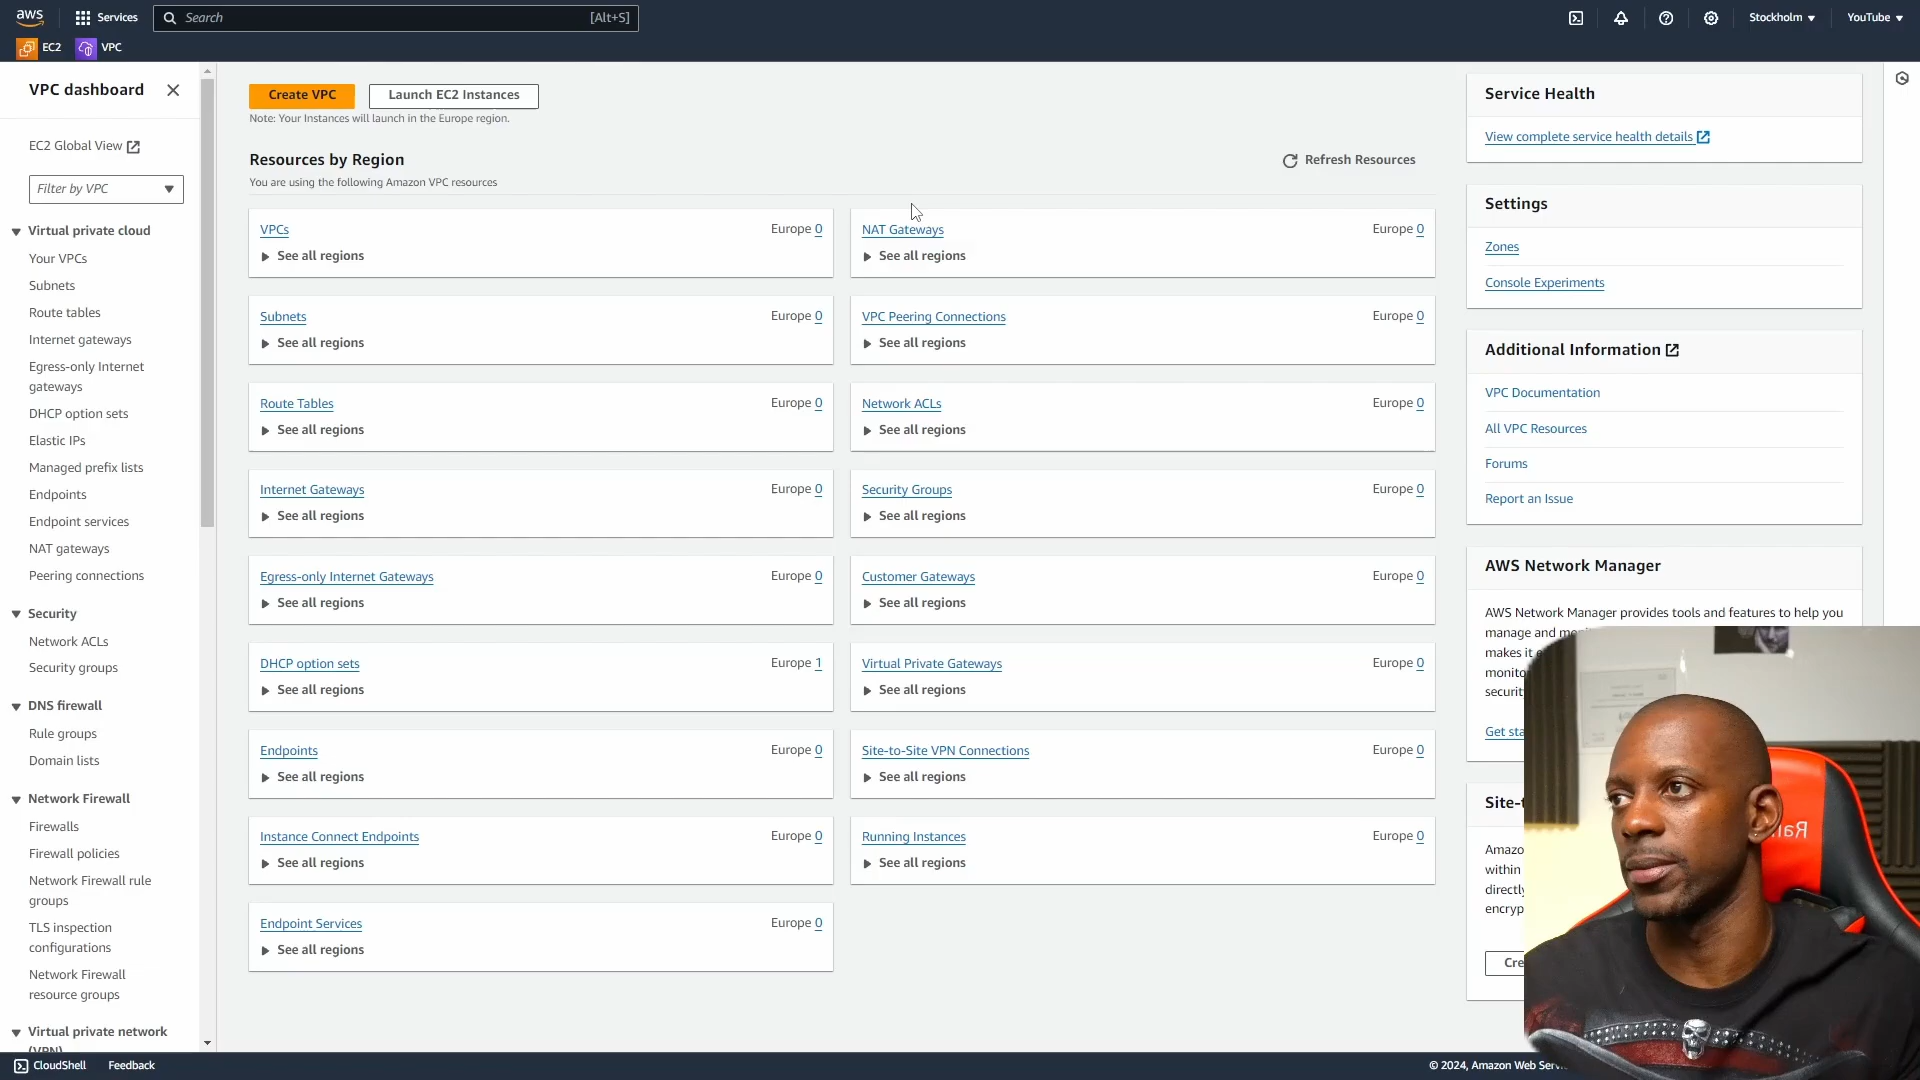 aws
Services
Search
[Alt+S]
Stockholm
YouTube
EC2
VPC
VPC dashboard
EC2 Global View
Filter by VPC
Virtual private cloud
Your VPCs
Subnets
Route tables
Internet gateways
Egress-only Internet
gateways
DHCP option sets
Elastic IPs
Managed prefix lists
Endpoints
Endpoint services
NAT gateways
Peering connections
Security
Network ACLs
Security groups
DNS firewall
Rule groups
Domain lists
Network Firewall
Firewalls
Firewall policies
Network Firewall rule
groups
TLS inspection
configurations
Network Firewall
resource groups
Virtual private network
(VPN)
Create VPC
Launch EC2 Instances
Note: Your Instances will launch in the Europe region.
Resources by Region
Refresh Resources
You are using the following Amazon VPC resources
VPCs
Europe 0
See all regions
NAT Gateways
Europe 0
See all regions
Subnets
Europe 0
See all regions
VPC Peering Connections
Europe 0
See all regions
Route Tables
Europe 0
See all regions
Network ACLs
Europe 0
See all regions
Internet Gateways
Europe 0
See all regions
Security Groups
Europe 0
See all regions
Egress-only Internet Gateways
Europe 0
See all regions
Customer Gateways
Europe 0
See all regions
DHCP option sets
Europe 1
See all regions
Virtual Private Gateways
Europe 0
See all regions
Endpoints
Europe 0
See all regions
Site-to-Site VPN Connections
Europe 0
See all regions
Instance Connect Endpoints
Europe 0
See all regions
Running Instances
Europe 0
See all regions
Endpoint Services
Europe 0
See all regions
Service Health
View complete service health details
Settings
Zones
Console Experiments
Additional Information
VPC Documentation
All VPC Resources
Forums
Report an Issue
AWS Network Manager
AWS Network Manager provides tools and features to help you
manage and
makes it
Get
Site-
within
directly
CloudShell
Feedback
© 2024, Amazon Web